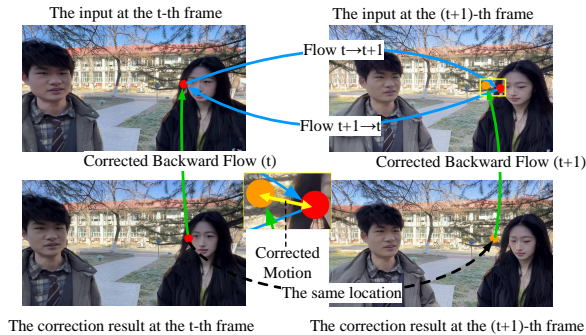 The input at the t-th frame
The input at the (t+1)-th frame
Flow t→t+1
Flow t+1→t
Corrected Backward Flow (t)
Corrected Backward Flow (t+1)
Corrected
Motion
The same location
The correction result at the t-th frame
The correction result at the (t+1)-th frame